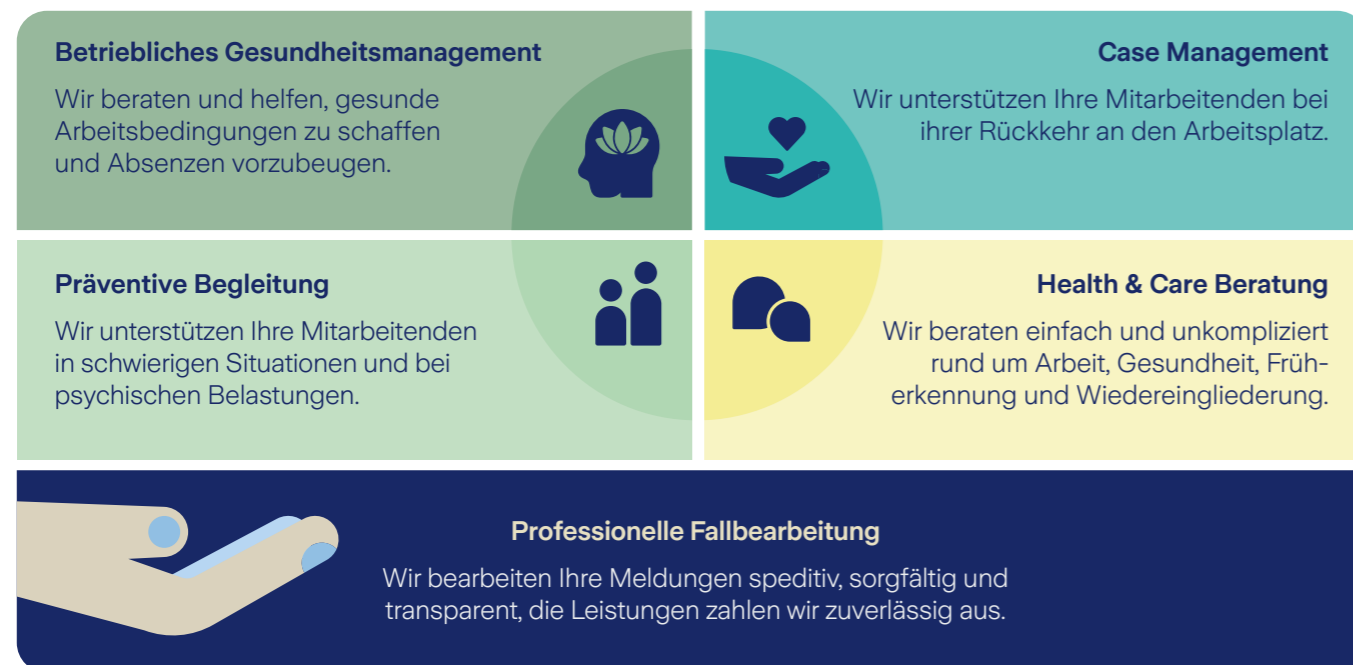 Betriebliches Gesundheitsmanagement
Wir beraten und helfen, gesunde
Arbeitsbedingungen zu schaffen
und Absenzen vorzubeugen.
Case Management
Wir unterstützen Ihre Mitarbeitenden bei
ihrer Rückkehr an den Arbeitsplatz.
Präventive Begleitung
Wir unterstützen Ihre Mitarbeitenden
in schwierigen Situationen und bei
psychischen Belastungen.
Health & Care Beratung
Wir beraten einfach und unkompliziert
rund um Arbeit, Gesundheit, Früh-
erkennung und Wiedereingliederung.
Professionelle Fallbearbeitung
Wir bearbeiten Ihre Meldungen speditiv, sorgfältig und
transparent, die Leistungen zahlen wir zuverlässig aus.